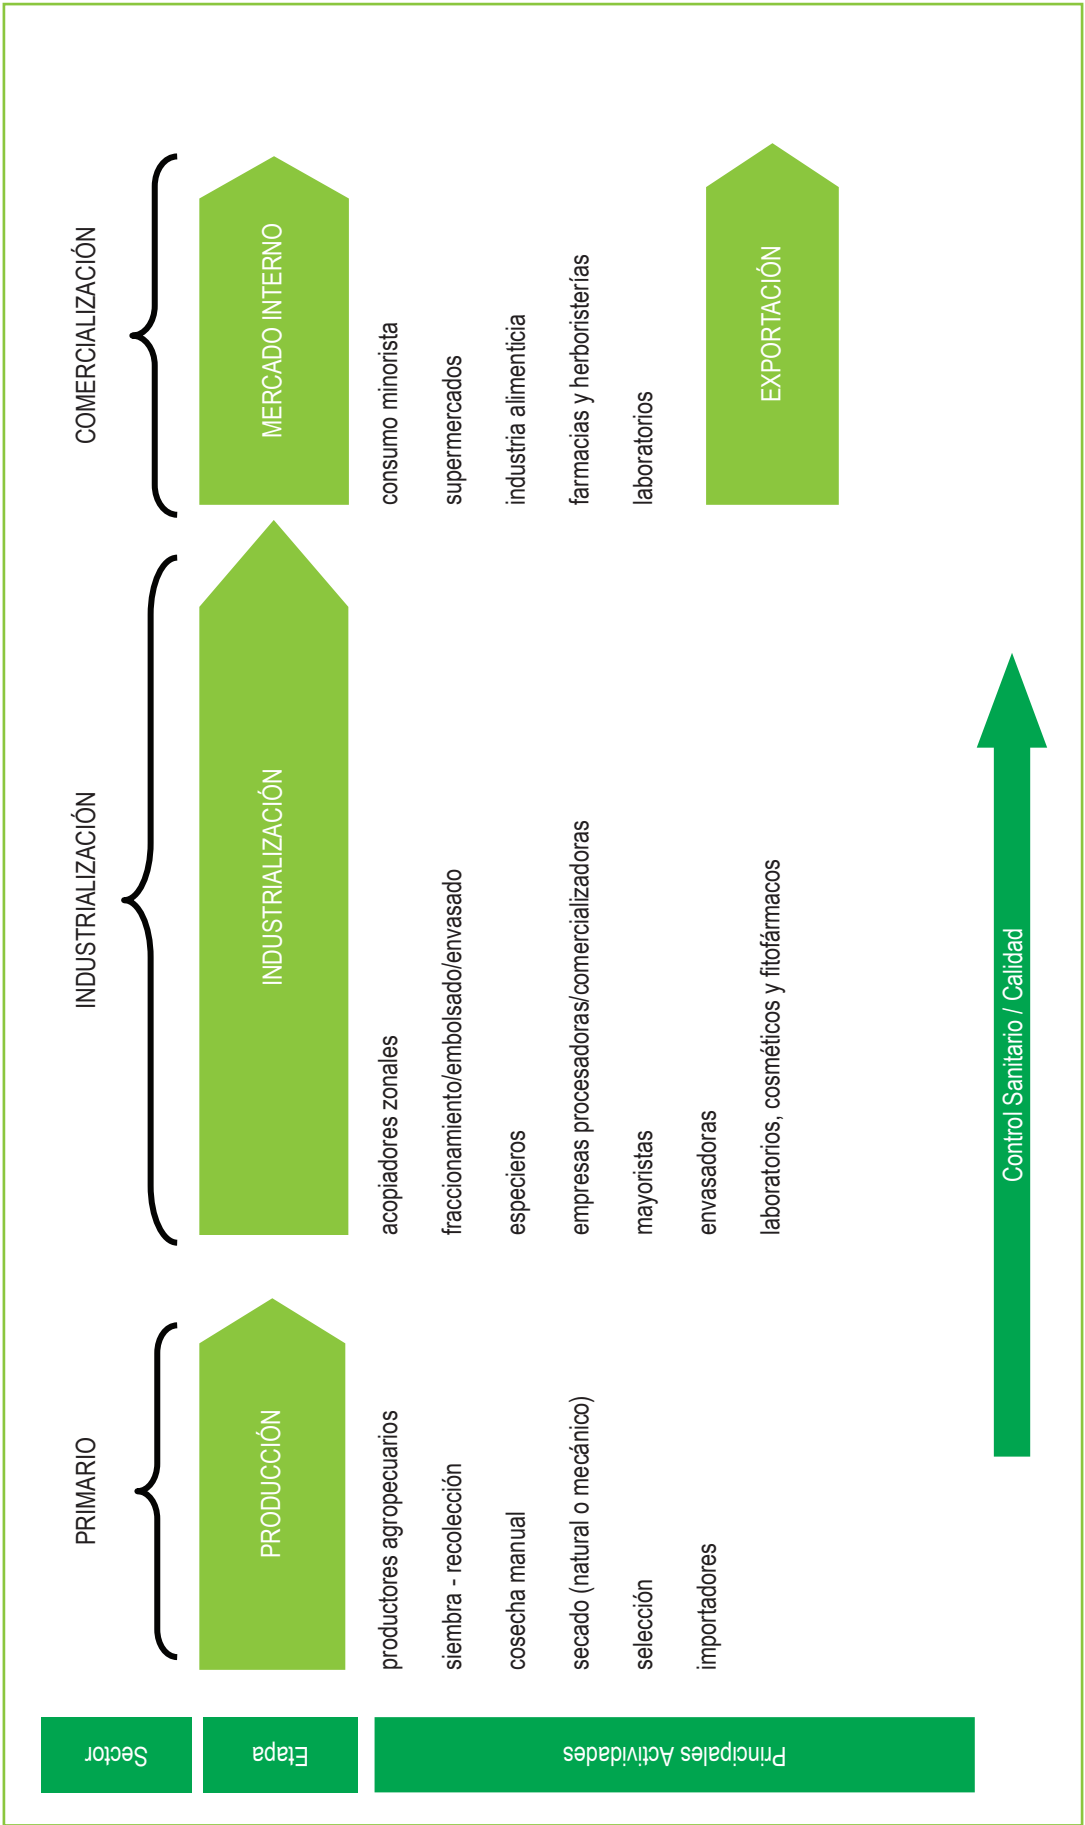 Sector
PRIMARIO
INDUSTRIALIZACIÓN
COMERCIALIZACIÓN
Etapa
PRODUCCIÓN
INDUSTRIALIZACIÓN
MERCADO INTERNO
Principales Actividades
productores agropecuarios
siembra - recolección
cosecha manual
secado (natural o mecánico)
selección
importadores
acopiadores zonales
fraccionamiento/embolsado/envasado
especieros
empresas procesadoras/comercializadoras
mayoristas
envasadoras
laboratorios, cosméticos y fitofármacos
consumo minorista
supermercados
industria alimenticia
farmacias y herboristerías
laboratorios
EXPORTACIÓN
Control Sanitario / Calidad